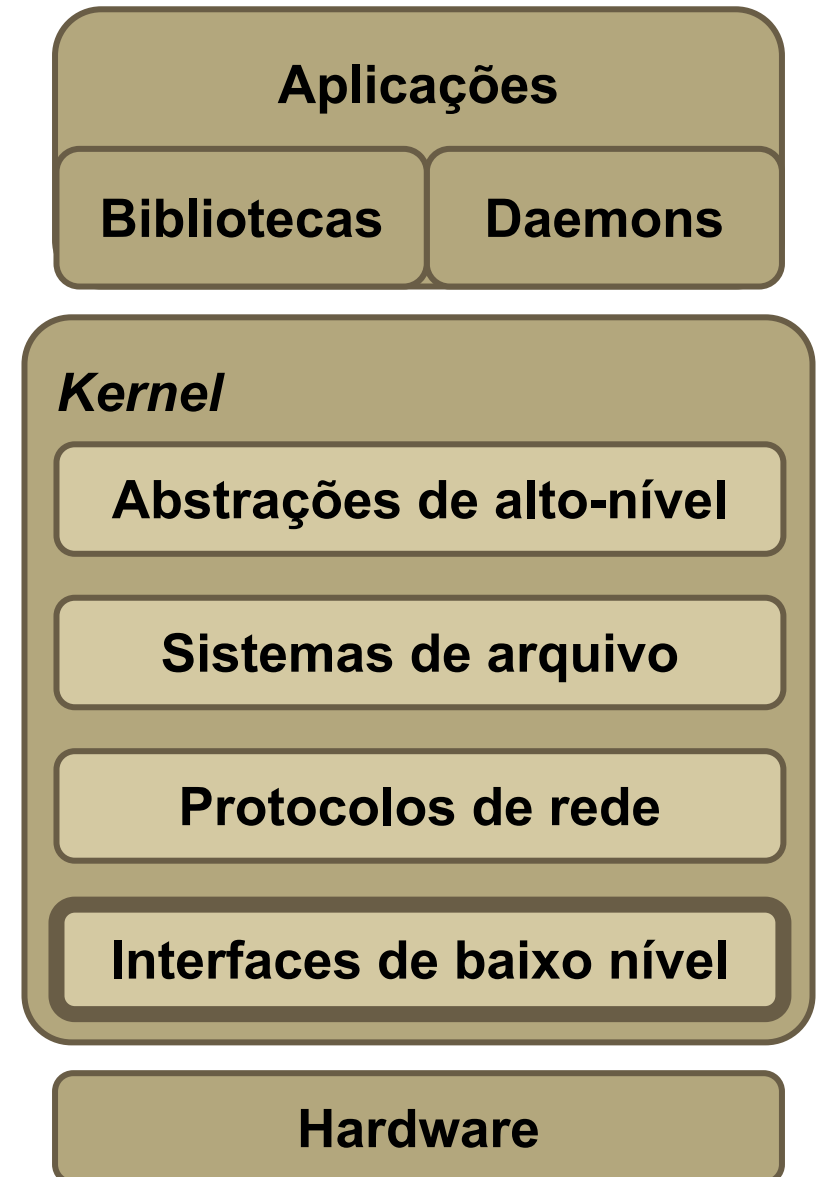 Aplicações
Bibliotecas
Daemons
Kernel
Abstrações de alto-nível
Sistemas de arquivo
Protocolos de rede
Interfaces de baixo nível
Hardware